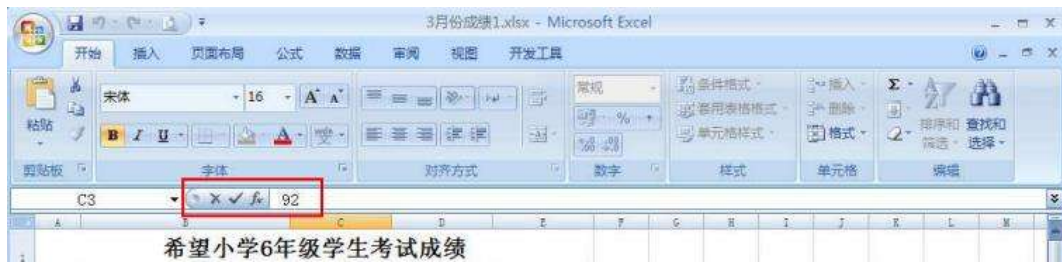 3月份成绩1.xlsx - Microsoft Excel
开始 插入 页面布局 公式 数据 审阅 视图 开发工具
宋体 16 A A 常规 条件格式 插入 Σ
粘贴 B I U A % 套用表格格式 删除 排序和筛选 查找和选择
单元格样式 格式
剪贴板 字体 对齐方式 数字 样式 单元格 编辑
C3 fx 92
A B C D E F G H I J K L M
1 希望小学6年级学生考试成绩